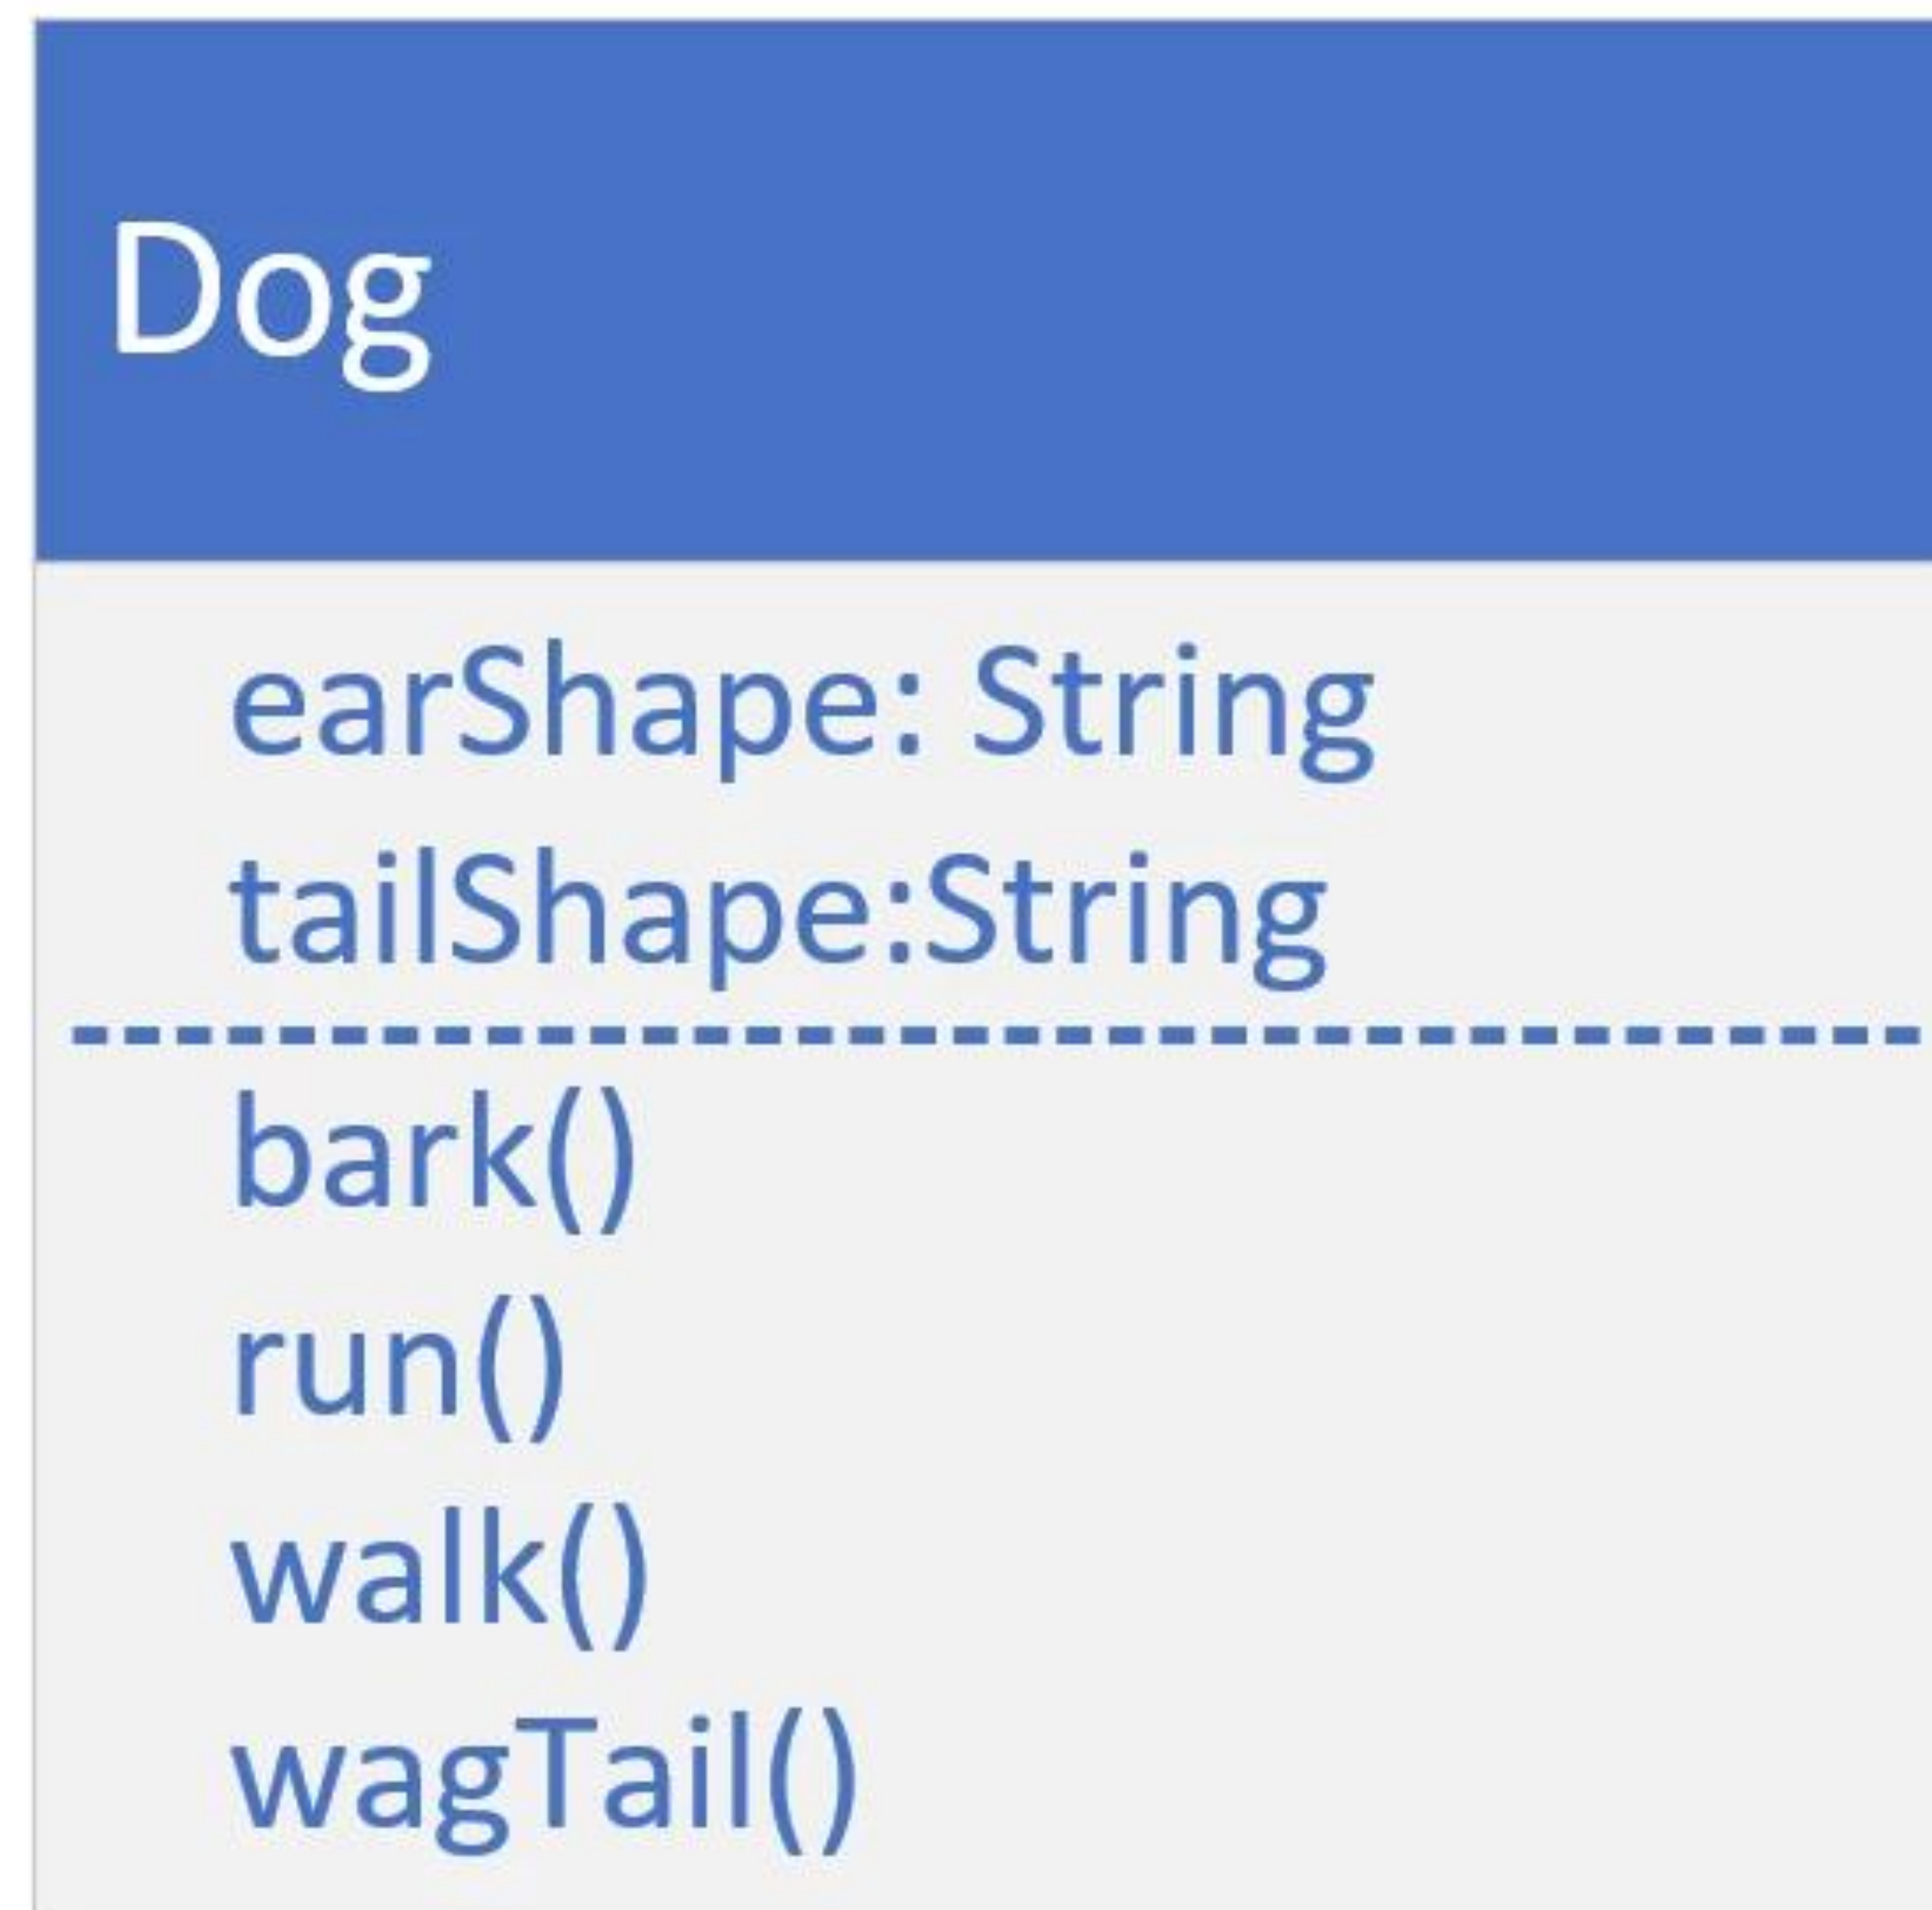 Dog
earShape: String
tailShape:String
bark()
run()
walk()
wagTail()